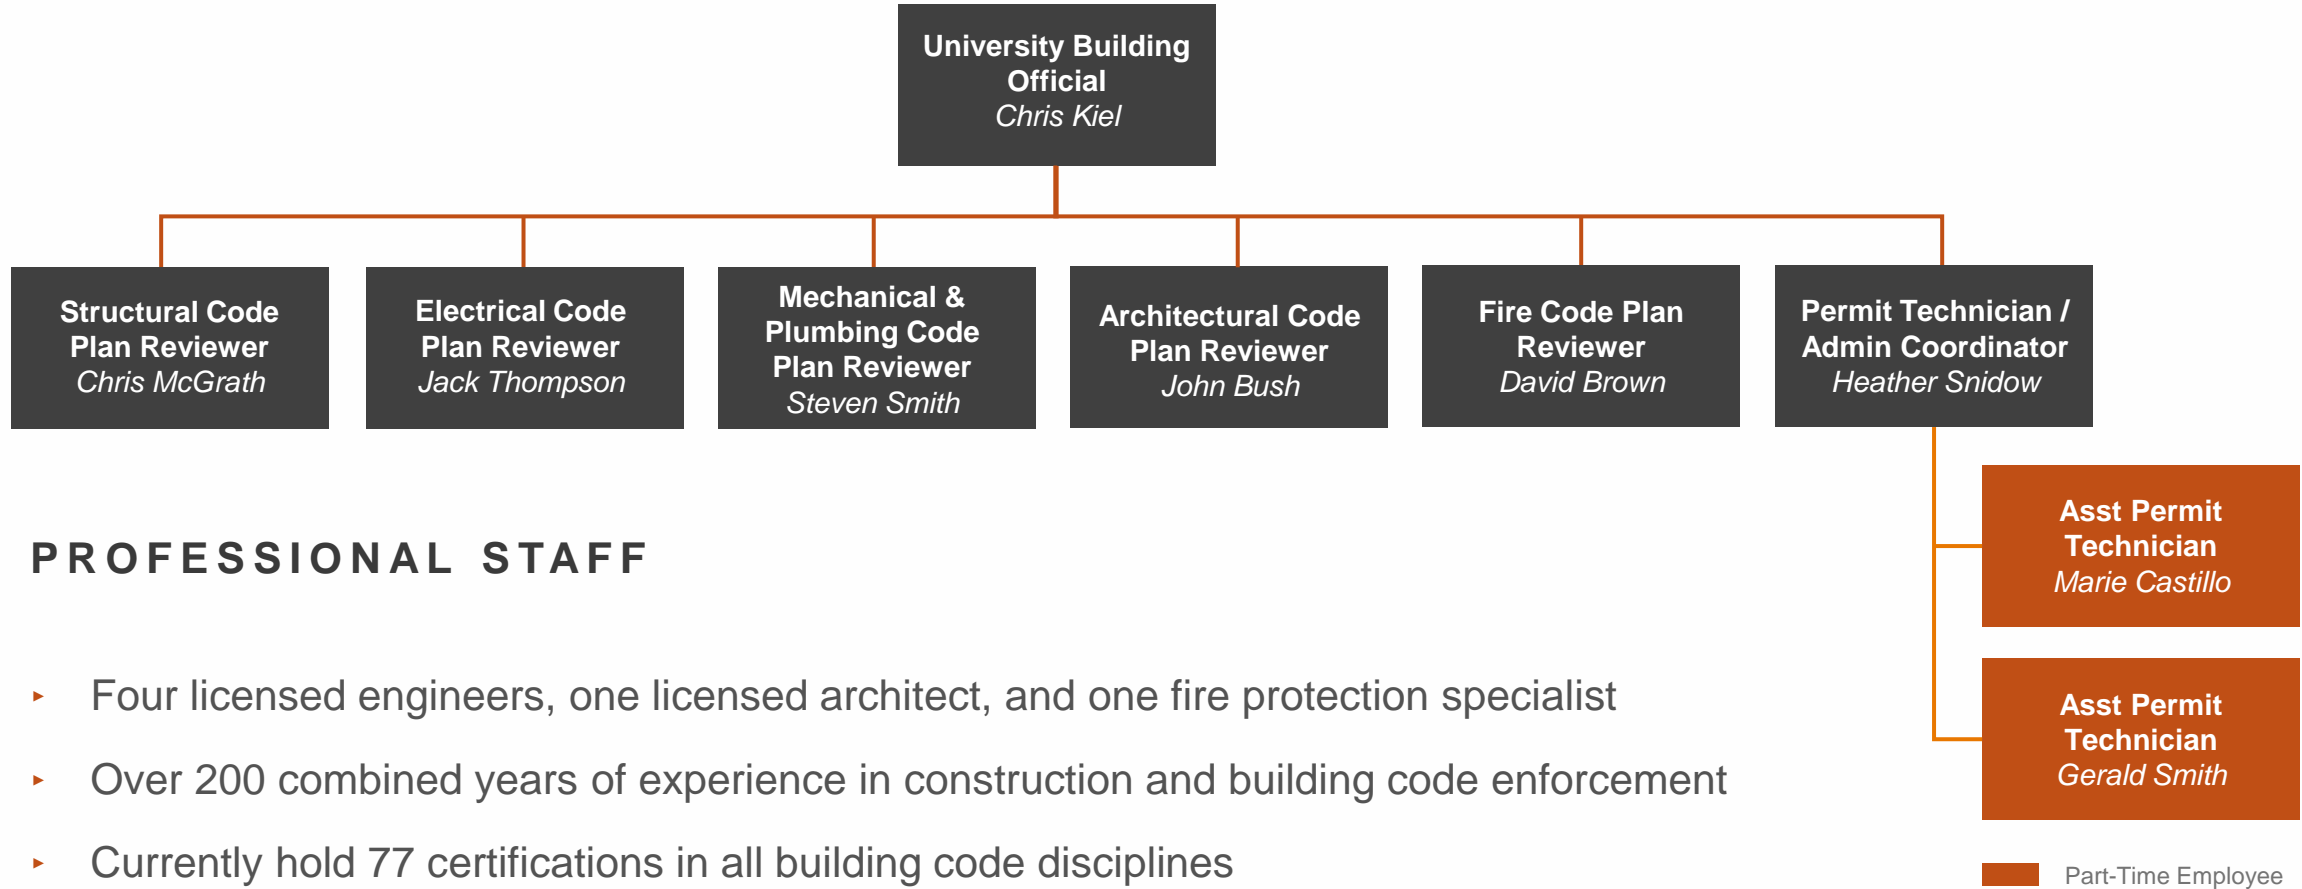 University Building
Official
Chris Kiel
Structural Code
Plan Reviewer
Chris McGrath
Electrical Code
Plan Reviewer
Jack Thompson
Mechanical &
Plumbing Code
Plan Reviewer
Steven Smith
Architectural Code
Plan Reviewer
John Bush
Fire Code Plan
Reviewer
David Brown
Permit Technician /
Admin Coordinator
Heather Snidow
Asst Permit
Technician
Marie Castillo
Asst Permit
Technician
Gerald Smith
Part-Time Employee
PROFESSIONAL STAFF
‣ Four licensed engineers, one licensed architect, and one fire protection specialist
‣ Over 200 combined years of experience in construction and building code enforcement
‣ Currently hold 77 certifications in all building code disciplines